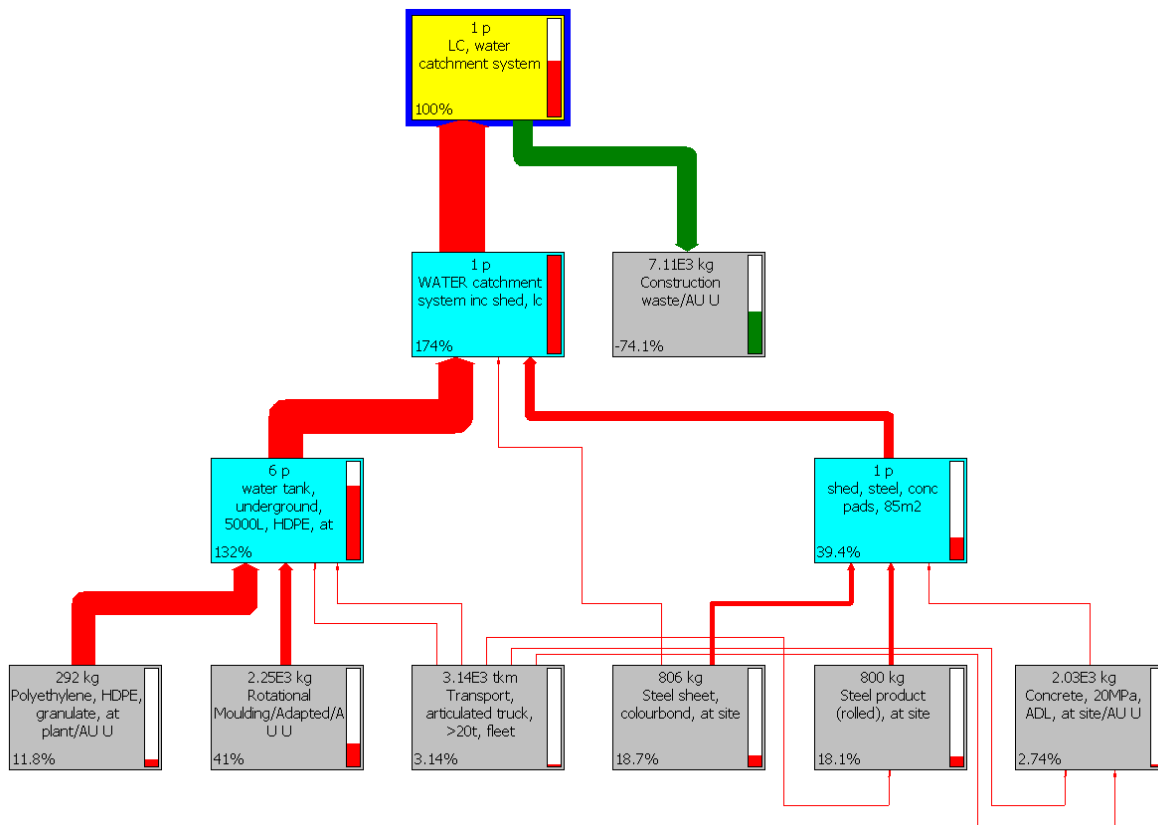 1 p
LC, water
catchment system
100%
1 p
WATER catchment
system inc shed, lc
174%
7.11E3 kg
Construction
waste/AU U
-74.1%
6 p
water tank,
underground,
5000L, HDPE, at
132%
1 p
shed, steel, conc
pads, 85m2
39.4%
292 kg
Polyethylene, HDPE,
granulate, at
plant/AU U
11.8%
2.25E3 kg
Rotational
Moulding/Adapted/A
U U
41%
3.14E3 tkm
Transport,
articulated truck,
>20t, fleet
3.14%
806 kg
Steel sheet,
colourbond, at site
18.7%
800 kg
Steel product
(rolled), at site
18.1%
2.03E3 kg
Concrete, 20MPa,
ADL, at site/AU U
2.74%